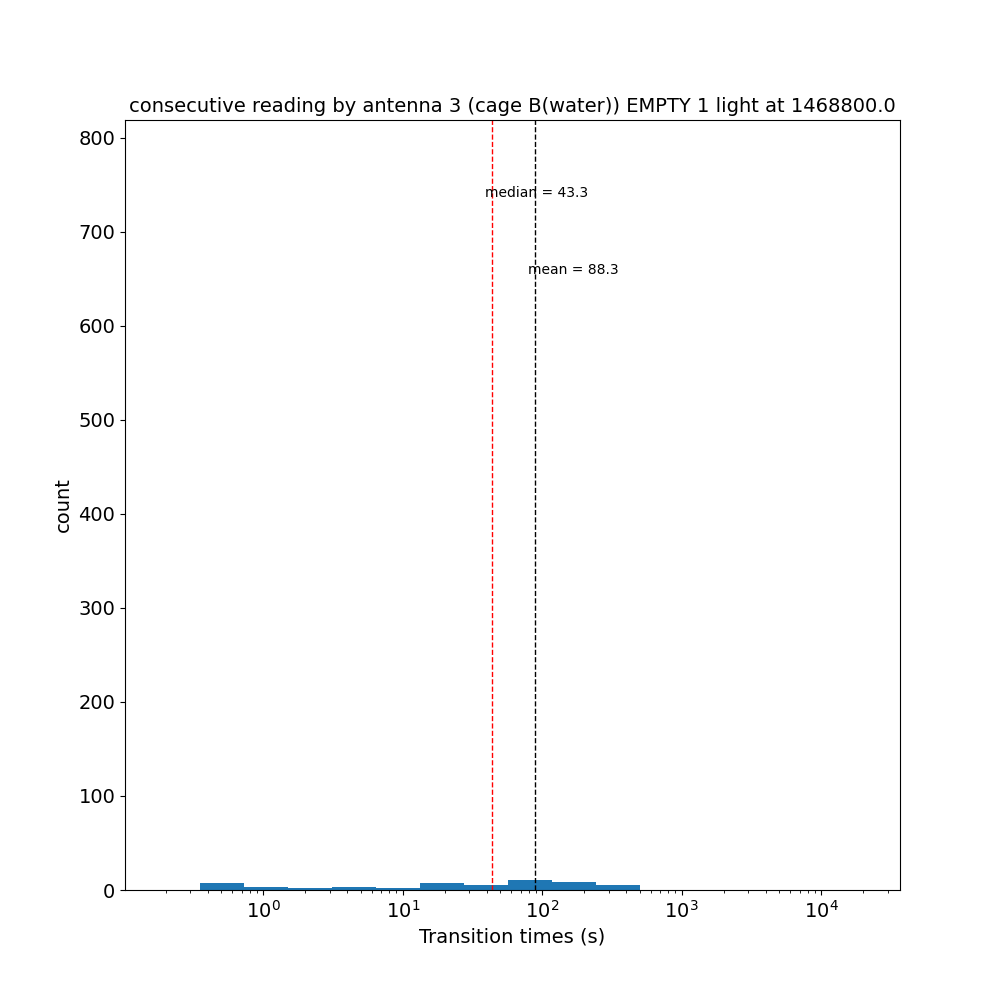 consecutive reading by antenna 3 (cage B(water)) EMPTY 1 light at 1468800.0
800
median = 43.3
700
mean = 88.3
600
500
count
400
300
200
100
0
10^0 10^1 10^2 10^3 10^4
Transition times (s)